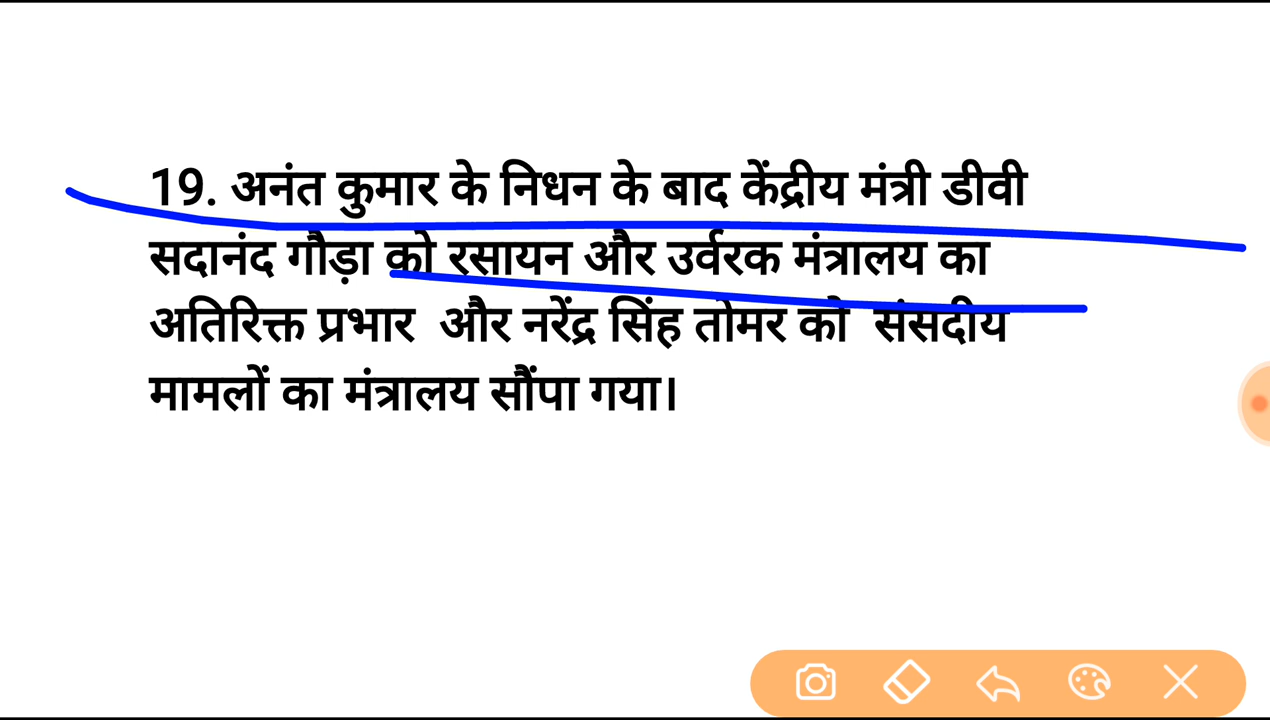 19. अनंत कुमार के निधन के बाद केंद्रीय मंत्री डीवी
सदानंद गौड़ा को रसायन और उर्वरक मंत्रालय का
अतिरिक्त प्रभार और नरेंद्र सिंह तोमर को संसदीय
मामलों का मंत्रालय सौंपा गया।